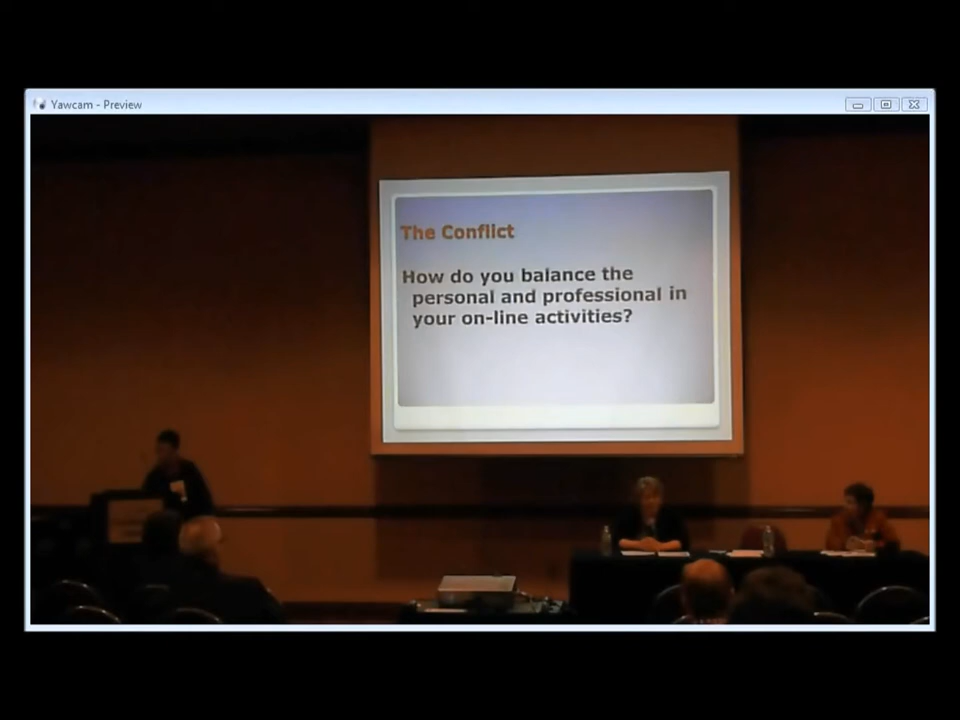 Yawcam - Preview
The Conflict
How do you balance the
personal and professional in
your on-line activities?